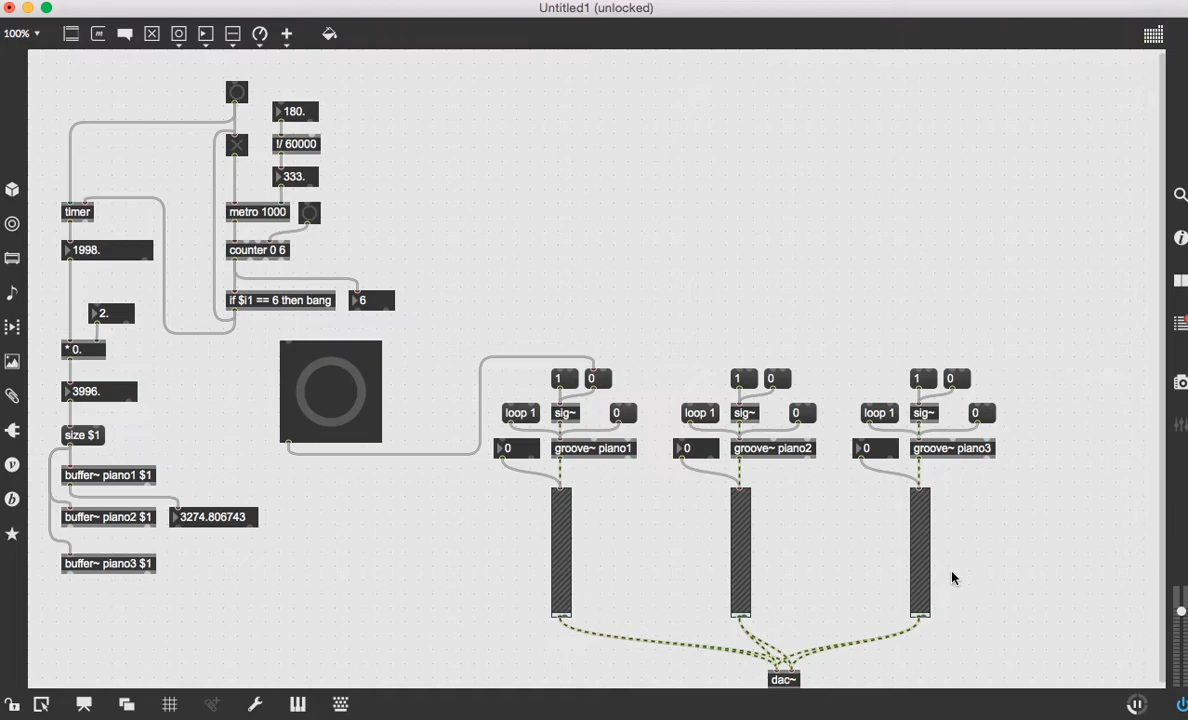 Untitled1 (unlocked)
100%
180.
!/ 60000
333.
timer
metro 1000
1998.
counter 0 6
if $i1 == 6 then bang
6
2.
* 0.
3996.
size $1
buffer~ piano1 $1
buffer~ piano2 $1
3274.806743
buffer~ piano3 $1
1 0 1 0 1 0
loop 1 sig~ 0 loop 1 sig~ 0 loop 1 sig~ 0
0 groove~ piano1 0 groove~ piano2 0 groove~ piano3
dac~